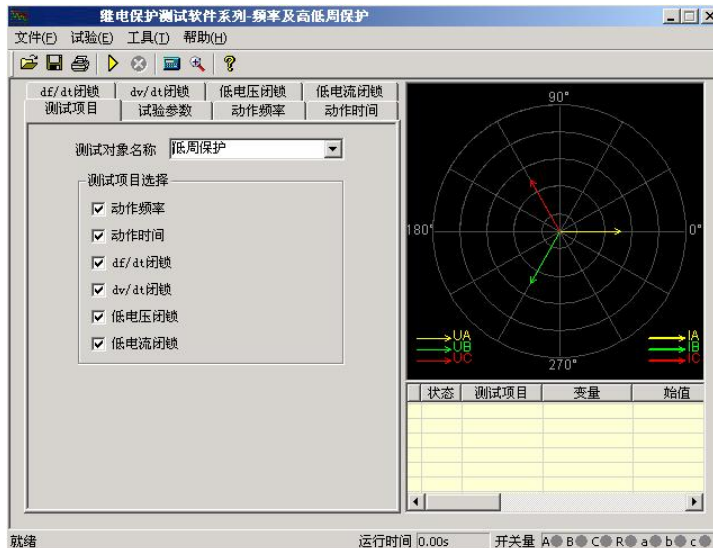 继电保护测试软件系列-频率及高低周保护
文件(F) 试验(E) 工具(T) 帮助(H)
df/dt闭锁 dv/dt闭锁 低电压闭锁 低电流闭锁
测试项目 试验参数 动作频率 动作时间
测试对象名称 低周保护
测试项目选择
动作频率
动作时间
df/dt闭锁
dv/dt闭锁
低电压闭锁
低电流闭锁
90°
180°
0°
270°
UA
UB
UC
IA
IB
IC
状态 测试项目 变量 始值
就绪 运行时间 0.00s 开关量 A B C R a b c